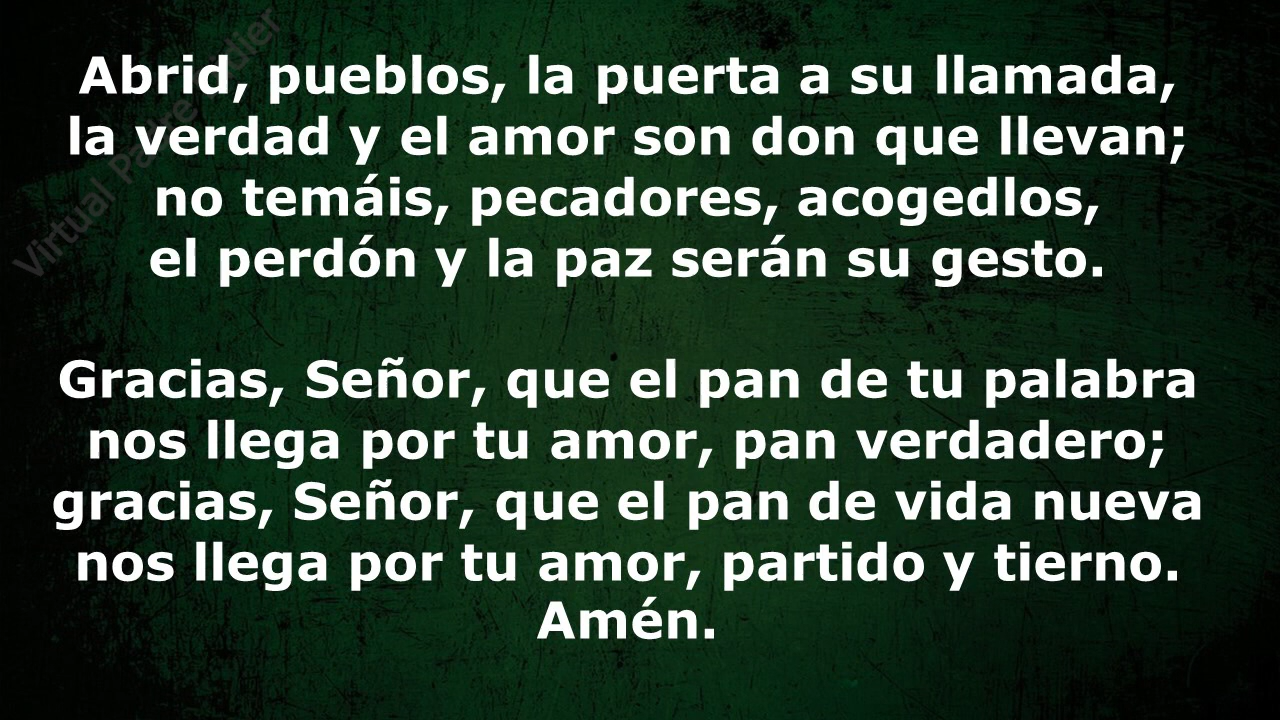 Abrid, pueblos, la puerta a su llamada,
la verdad y el amor son don que llevan;
no temáis, pecadores, acogedlos,
el perdón y la paz serán su gesto.
Gracias, Señor, que el pan de tu palabra
nos llega por tu amor, pan verdadero;
gracias, Señor, que el pan de vida nueva
nos llega por tu amor, partido y tierno.
Amén.
Virtual Padre